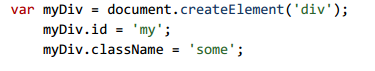 var myDiv = document.createElement('div');
    myDiv.id = 'my';
    myDiv.className = 'some';